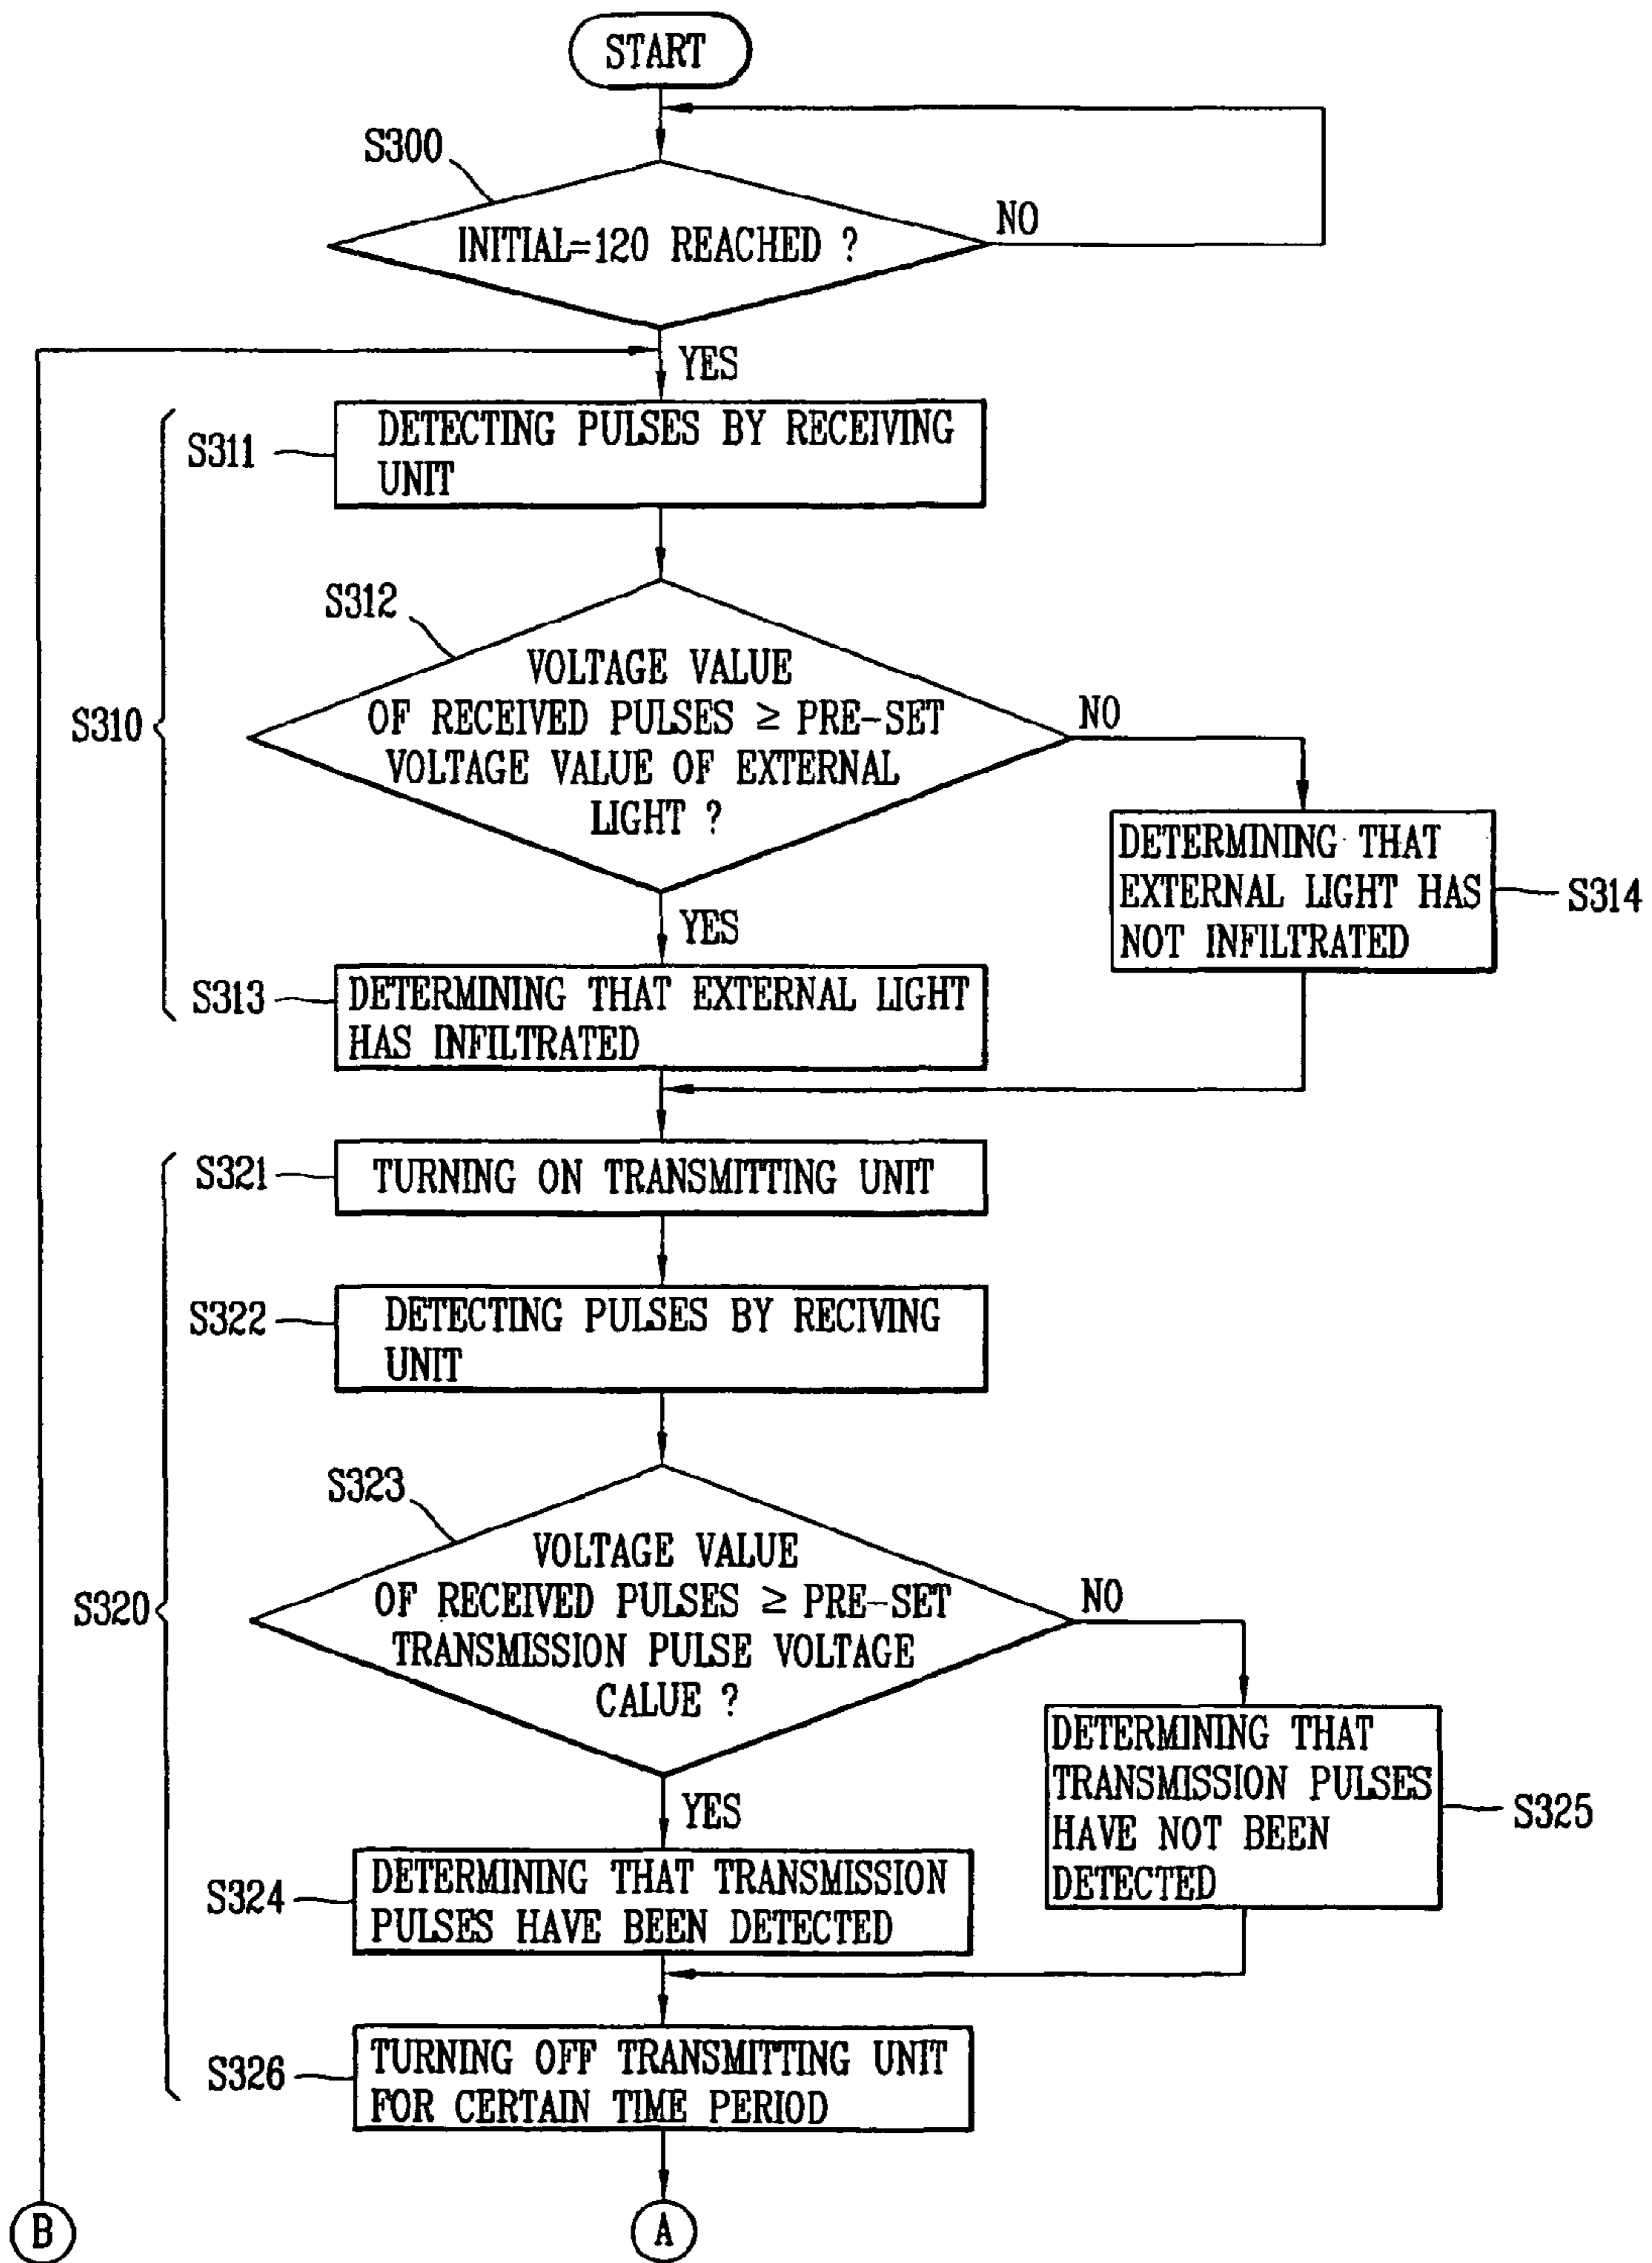 START
S300
INITIAL=120 REACHED ?
NO
YES
S311
DETECTING PULSES BY RECEIVING
UNIT
S310
S312
VOLTAGE VALUE
OF RECEIVED PULSES ≥ PRE-SET
VOLTAGE VALUE OF EXTERNAL
LIGHT ?
NO
YES
DETERMINING THAT
EXTERNAL LIGHT HAS
NOT INFILTRATED
S314
S313
DETERMINING THAT EXTERNAL LIGHT
HAS INFILTRATED
S321
TURNING ON TRANSMITTING UNIT
S322
DETECTING PULSES BY RECIVING
UNIT
S320
S323
VOLTAGE VALUE
OF RECEIVED PULSES ≥ PRE-SET
TRANSMISSION PULSE VOLTAGE
CALUE ?
NO
YES
DETERMINING THAT
TRANSMISSION PULSES
HAVE NOT BEEN
DETECTED
S325
S324
DETERMINING THAT TRANSMISSION
PULSES HAVE BEEN DETECTED
S326
TURNING OFF TRANSMITTING UNIT
FOR CERTAIN TIME PERIOD
B
A